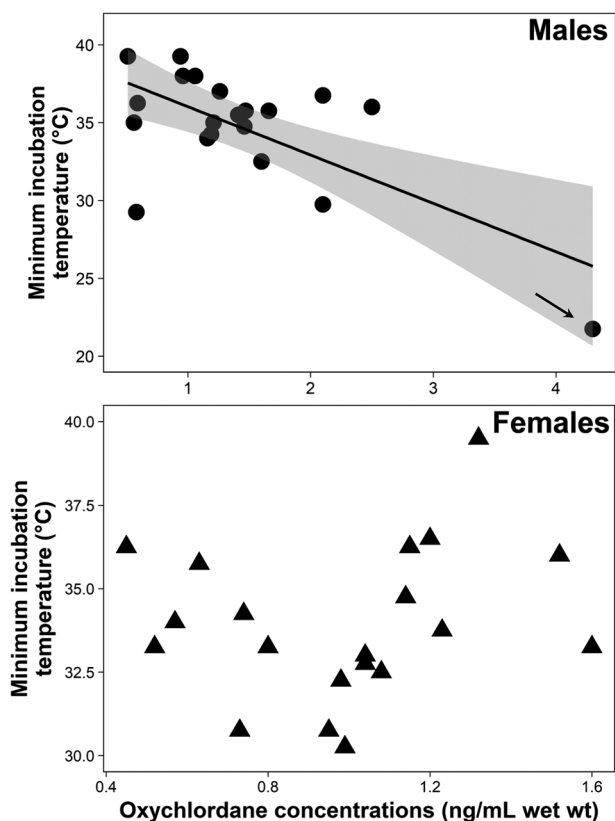 Males
Minimum incubation
temperature (°C)
40
35
30
25
20
1 2 3 4
Females
Minimum incubation
temperature (°C)
40.0
37.5
35.0
32.5
30.0
0.4 0.8 1.2 1.6
Oxychlordane concentrations (ng/mL wet wt)